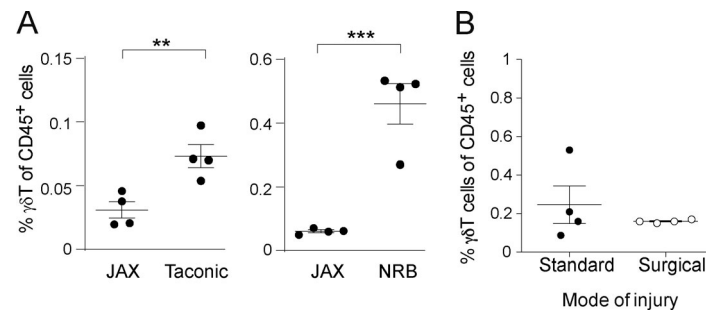 A
B
% γδT of CD45+ cells
0.15
0.1
0.05
0
**
JAX
Taconic
0.6
0.4
0.2
0
***
JAX
NRB
% γδT cells of CD45+ cells
1
0.8
0.6
0.4
0.2
0
Standard
Surgical
Mode of injury